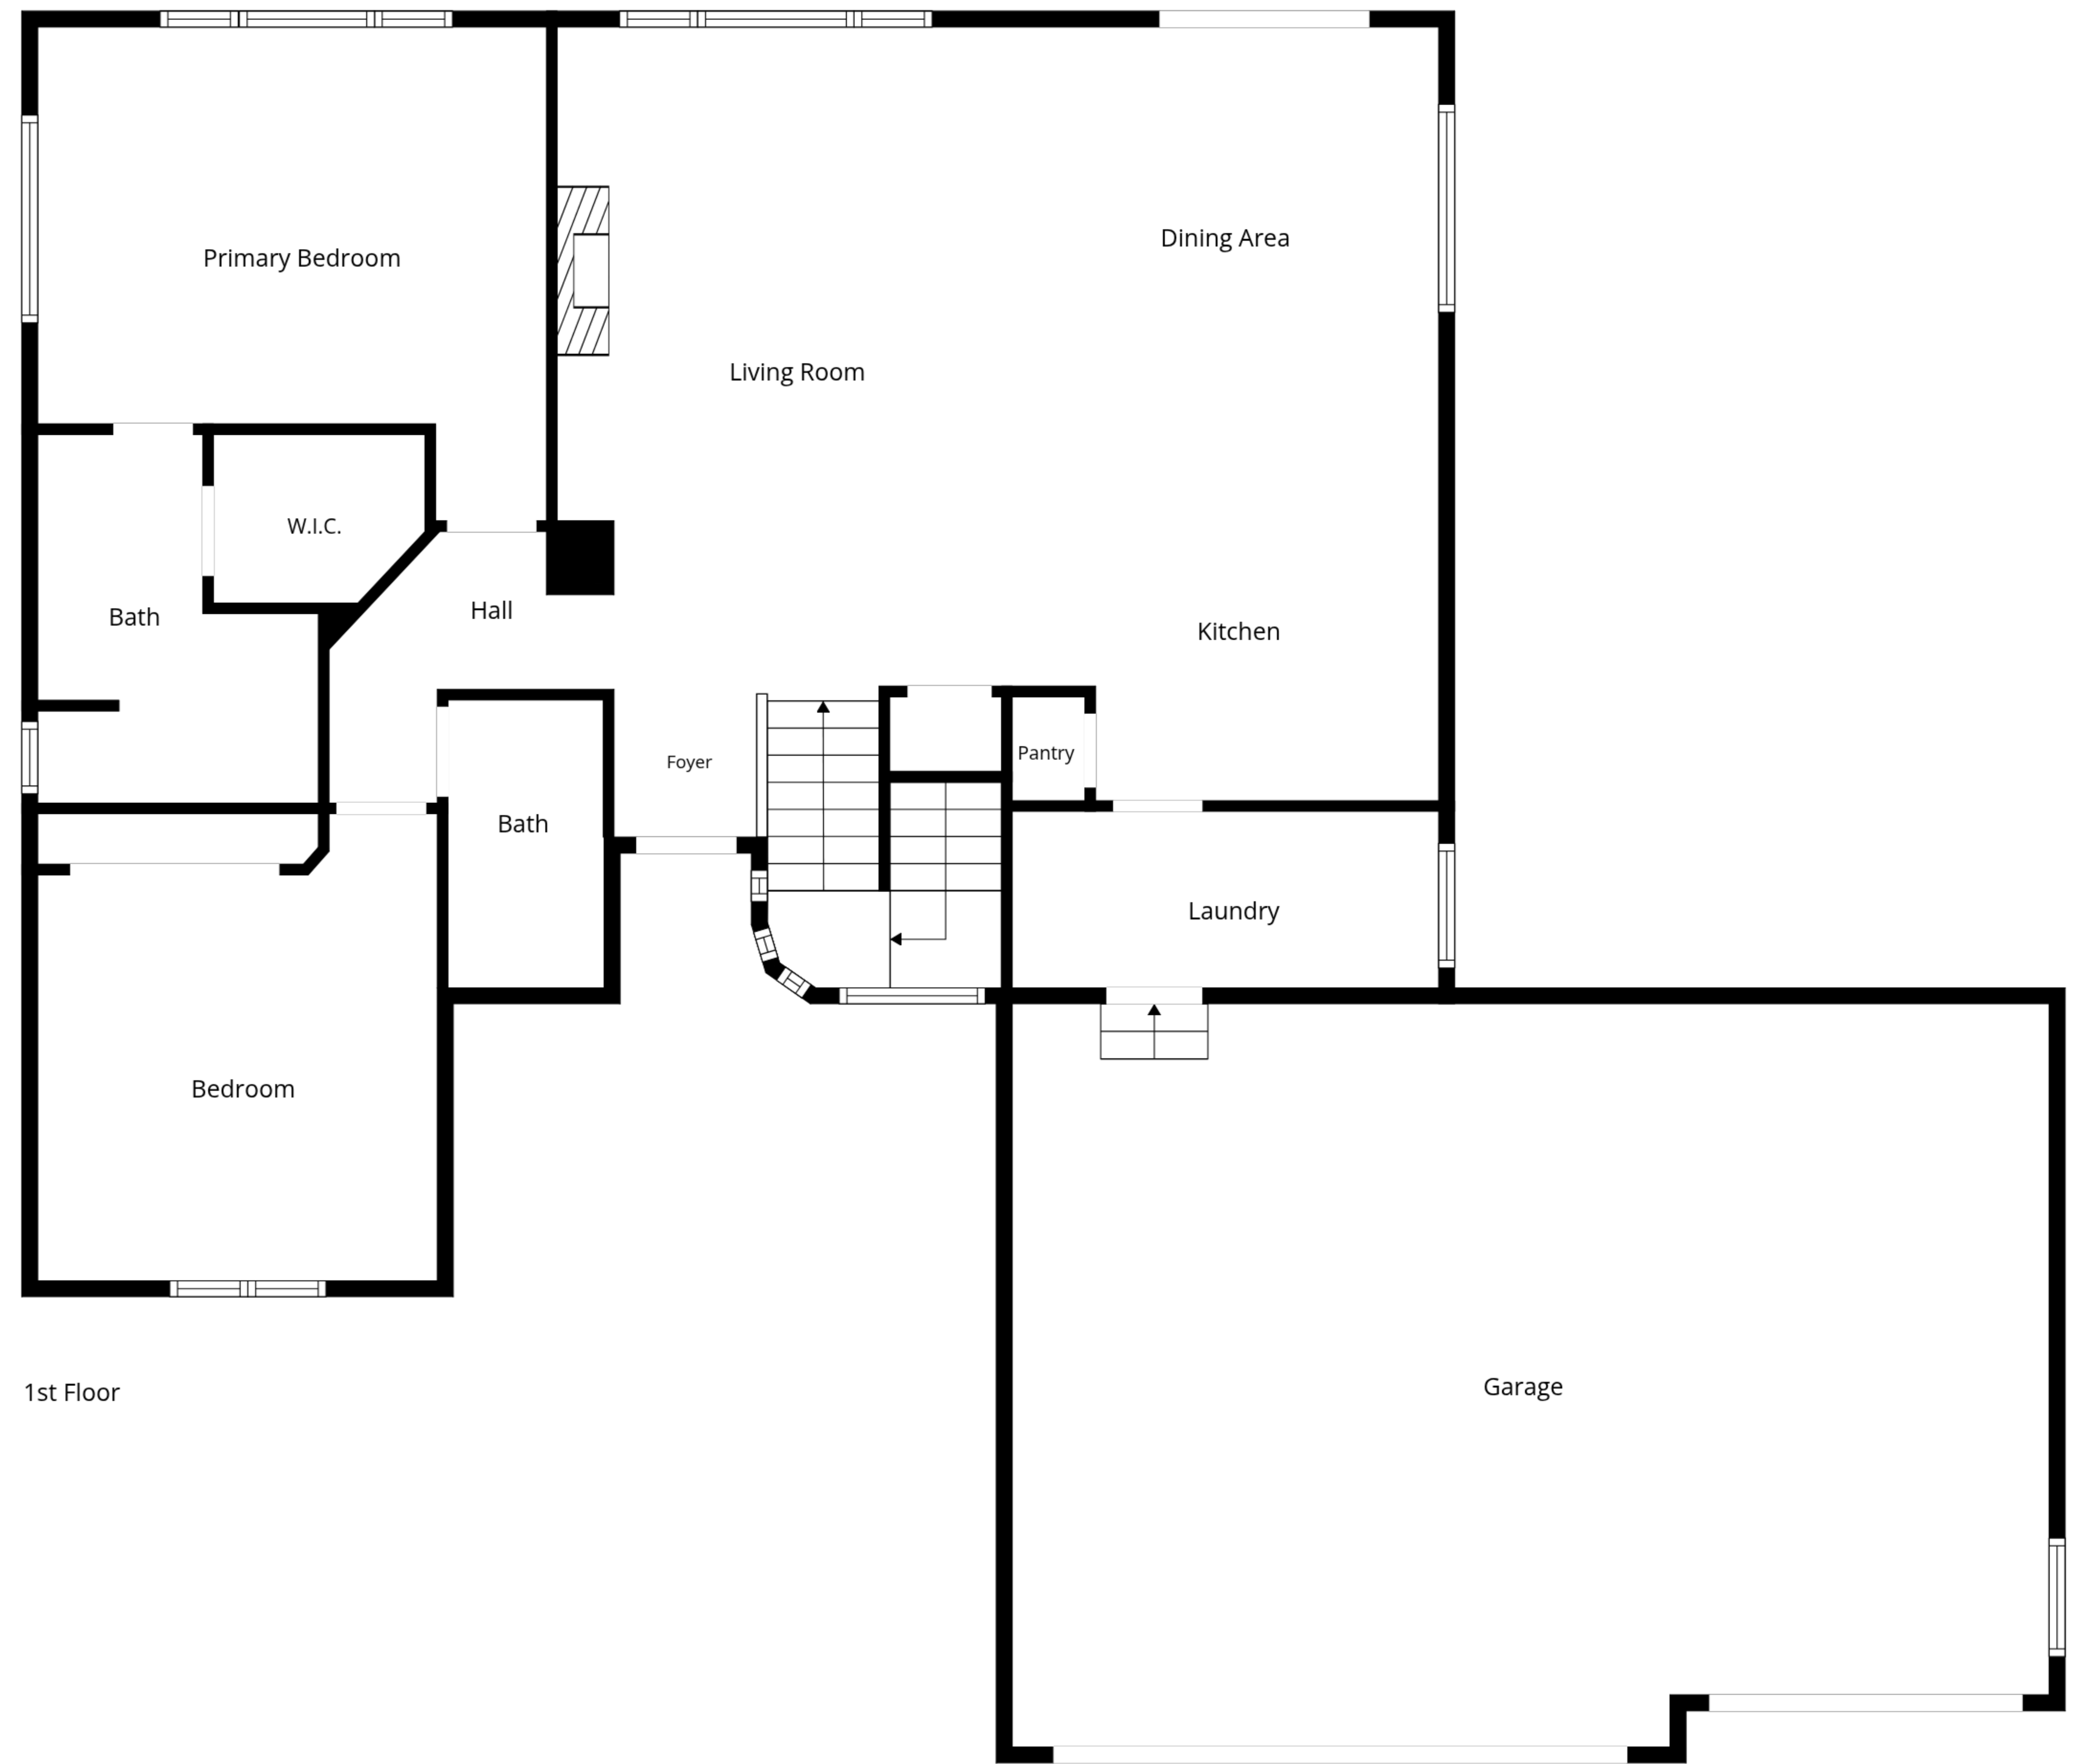 Primary Bedroom
Dining Area
Living Room
W.I.C.
Bath
Hall
Kitchen
Pantry
Foyer
Bath
Laundry
Bedroom
Garage
1st Floor